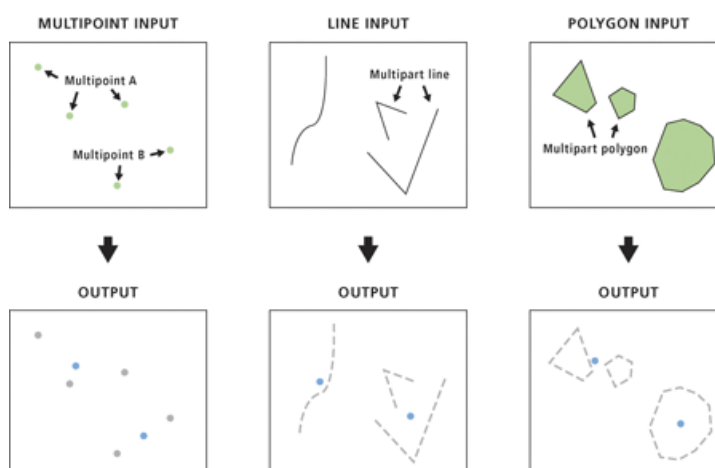 MULTIPOINT INPUT
LINE INPUT
POLYGON INPUT
Multipoint A
Multipoint B
Multipart line
Multipart polygon
OUTPUT
OUTPUT
OUTPUT